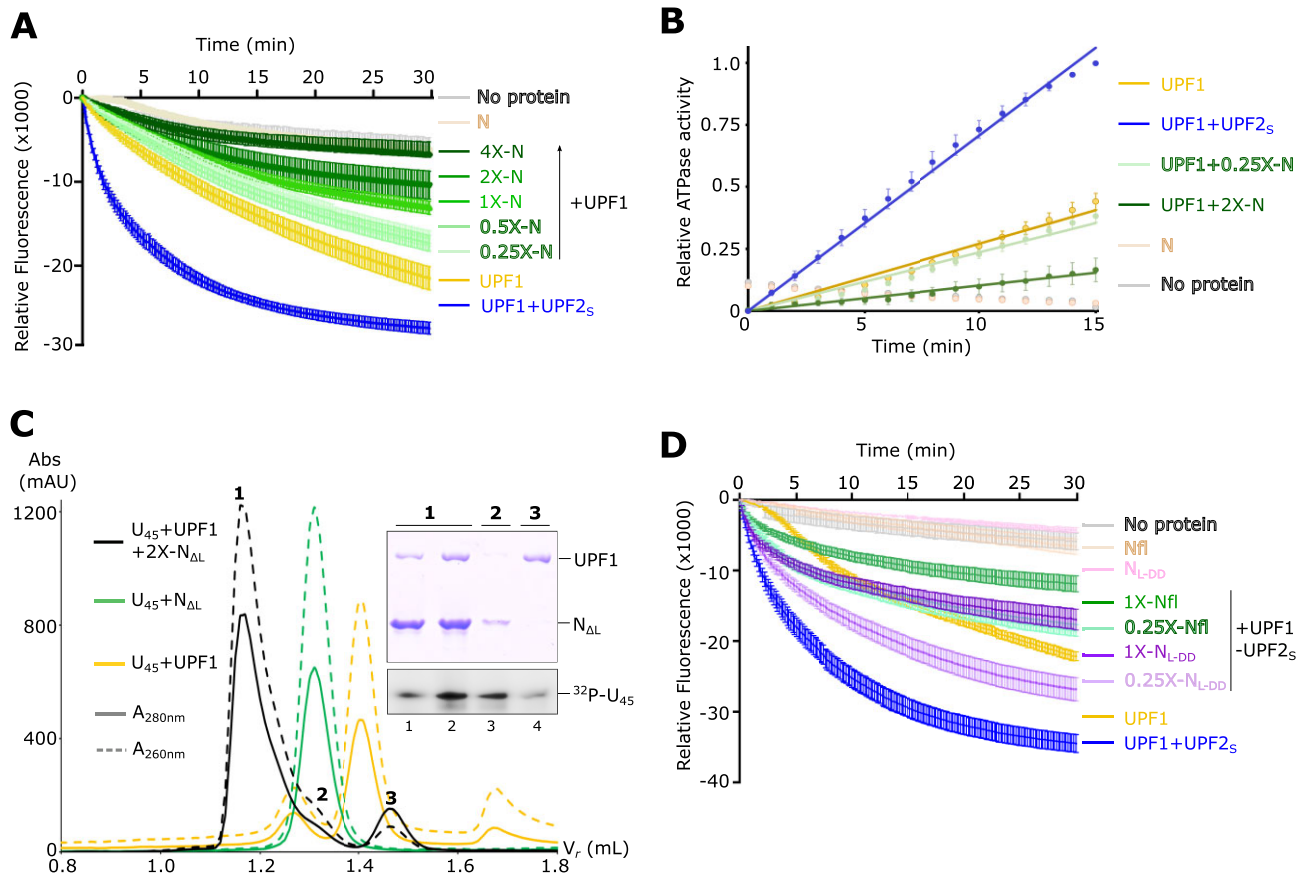 A
Time (min)
0 5 10 15 20 25 30
Relative Fluorescence (x1000)
0
-10
-20
-30
No protein
N
4X-N
2X-N
1X-N
0.5X-N
0.25X-N
+UPF1
UPF1
UPF1+UPF2S
B
Relative ATPase activity
1.0
0.75
0.5
0.25
0
0 5 10 15
Time (min)
UPF1
UPF1+UPF2S
UPF1+0.25X-N
UPF1+2X-N
N
No protein
C
Abs
(mAU)
1200
800
400
0
0.8 1.0 1.2 1.4 1.6 1.8
Vr (mL)
U45+UPF1
+2X-NΔL
U45+NΔL
U45+UPF1
A280nm
A260nm
1
2
3
1 2 3
UPF1
NΔL
32P-U45
1 2 3 4
D
Time (min)
0 5 10 15 20 25 30
Relative Fluorescence (x1000)
0
-10
-20
-30
-40
No protein
Nfl
NL-DD
1X-Nfl
0.25X-Nfl
1X-NL-DD
0.25X-NL-DD
+UPF1
-UPF2S
UPF1
UPF1+UPF2S